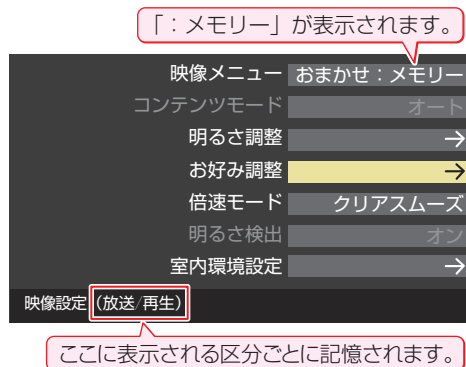 「：メモリー」が表示されます。
映像メニュー おまかせ：メモリー
コンテンツモード オート
明るさ調整 →
お好み調整 →
倍速モード クリアスムーズ
明るさ検出 オン
室内環境設定 →
映像設定（放送/再生）
ここに表示される区分ごとに記憶されます。